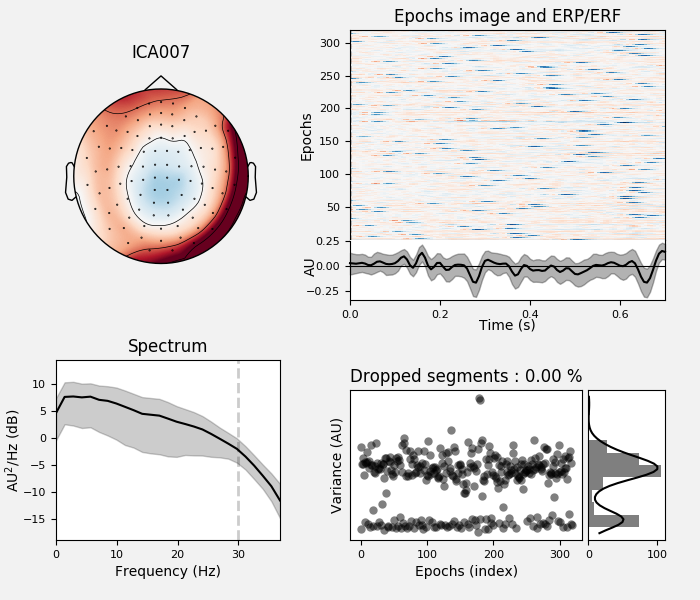 ICA007
Epochs image and ERP/ERF
Epochs
300
250
200
150
100
50
AU
0.25
0.00
−0.25
0.0 0.2 0.4 0.6
Time (s)
Spectrum
AU²/Hz (dB)
10
5
0
−5
−10
−15
0 10 20 30
Frequency (Hz)
Dropped segments : 0.00 %
Variance (AU)
0 100 200 300
Epochs (index)
0 100